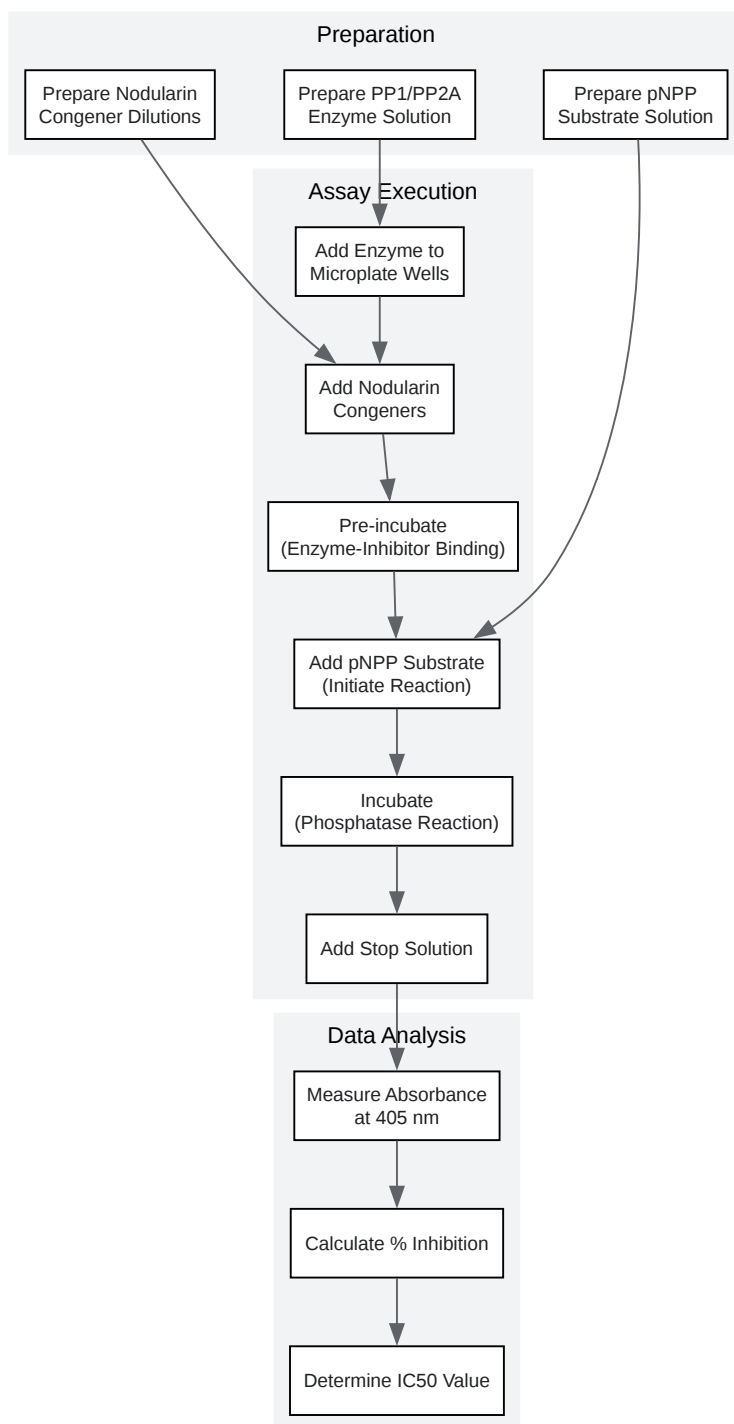 Preparation
Prepare Nodularin
Congener Dilutions
Prepare PP1/PP2A
Enzyme Solution
Prepare pNPP
Substrate Solution
Assay Execution
Add Enzyme to
Microplate Wells
Add Nodularin
Congeners
Pre-incubate
(Enzyme-Inhibitor Binding)
Add pNPP Substrate
(Initiate Reaction)
Incubate
(Phosphatase Reaction)
Add Stop Solution
Data Analysis
Measure Absorbance
at 405 nm
Calculate % Inhibition
Determine IC50 Value